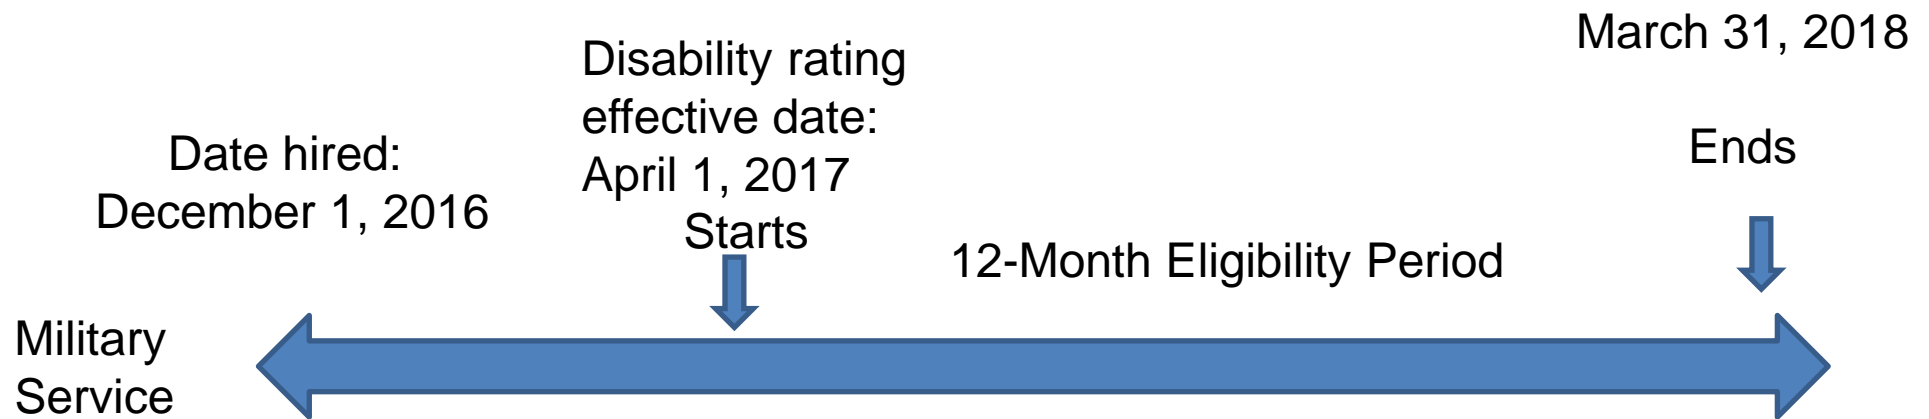 March 31, 2018
Disability rating
effective date:
April 1, 2017
Starts
Date hired:
December 1, 2016
Ends
12-Month Eligibility Period
Military
Service